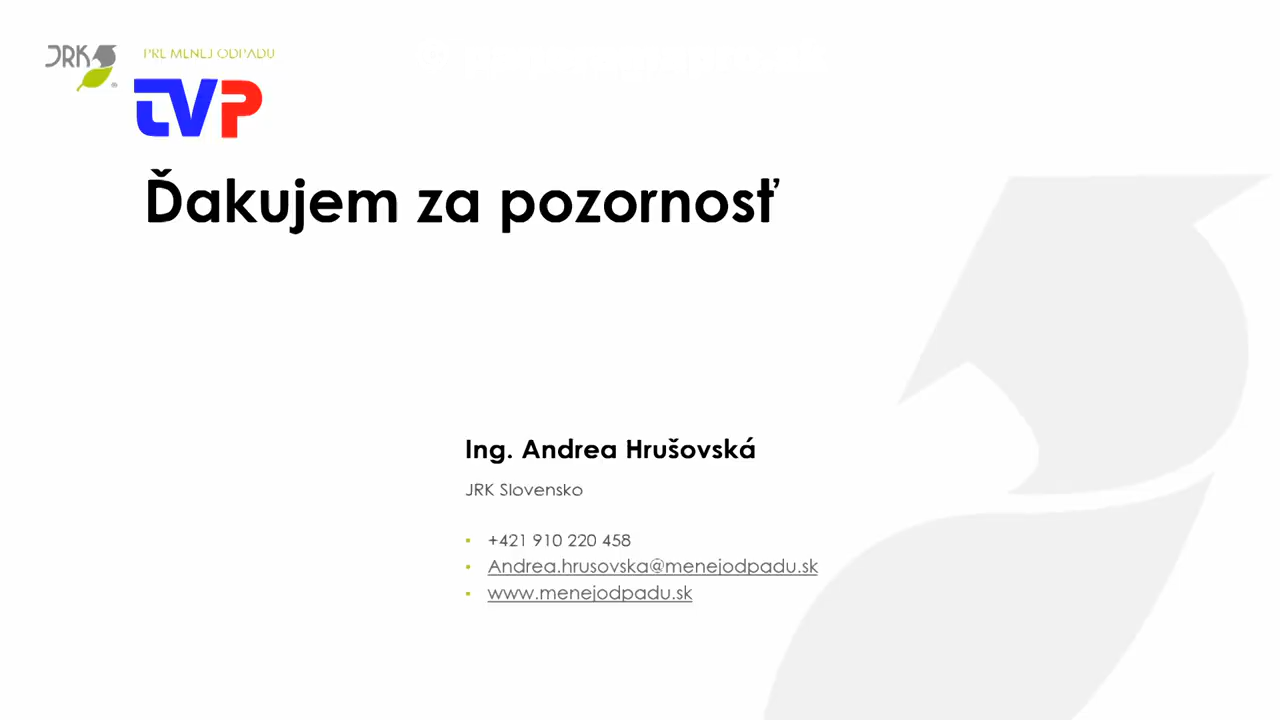 JRK
PRE MENEJ ODPADU
TVP
Ďakujem za pozornosť
Ing. Andrea Hrušovská
JRK Slovensko
+421 910 220 458
Andrea.hrusovska@menejodpadu.sk
www.menejodpadu.sk